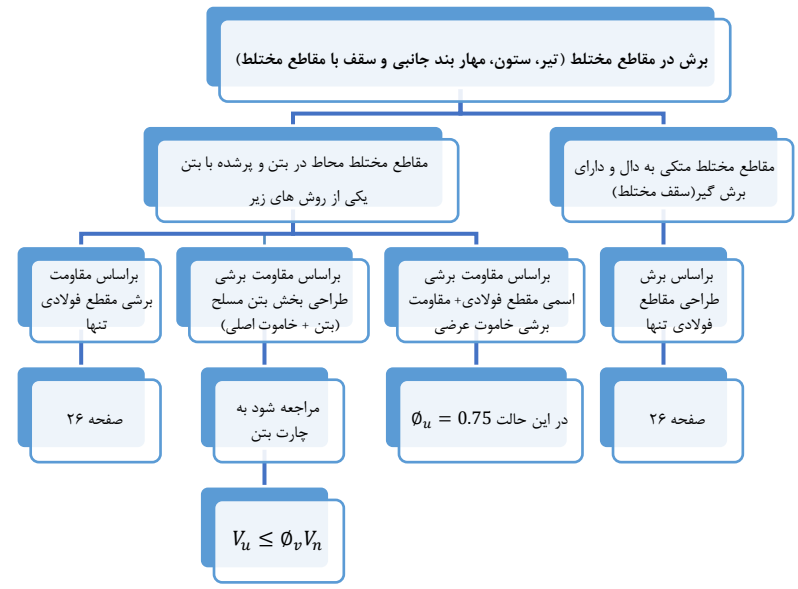 برش در مقاطع مختلط (تیر، ستون، مهار بند جانبی و سقف با مقاطع مختلط)
مقاطع مختلط متکی به دال و دارای
برش گیر(سقف مختلط)
مقاطع مختلط محاط در بتن و پرشده با بتن
یکی از روش های زیر
براساس برش
طراحی مقاطع
فولادی تنها
براساس مقاومت برشی
اسمی مقطع فولادی+ مقاومت
برشی خاموت عرضی
براساس مقاومت برشی
طراحی بخش بتن مسلح
(بتن + خاموت اصلی)
براساس مقاومت
برشی مقطع فولادی
تنها
صفحه ۲۶
در این حالت ∅u = 0.75
مراجعه شود به
چارت بتن
صفحه ۲۶
Vu ≤ ∅vVn